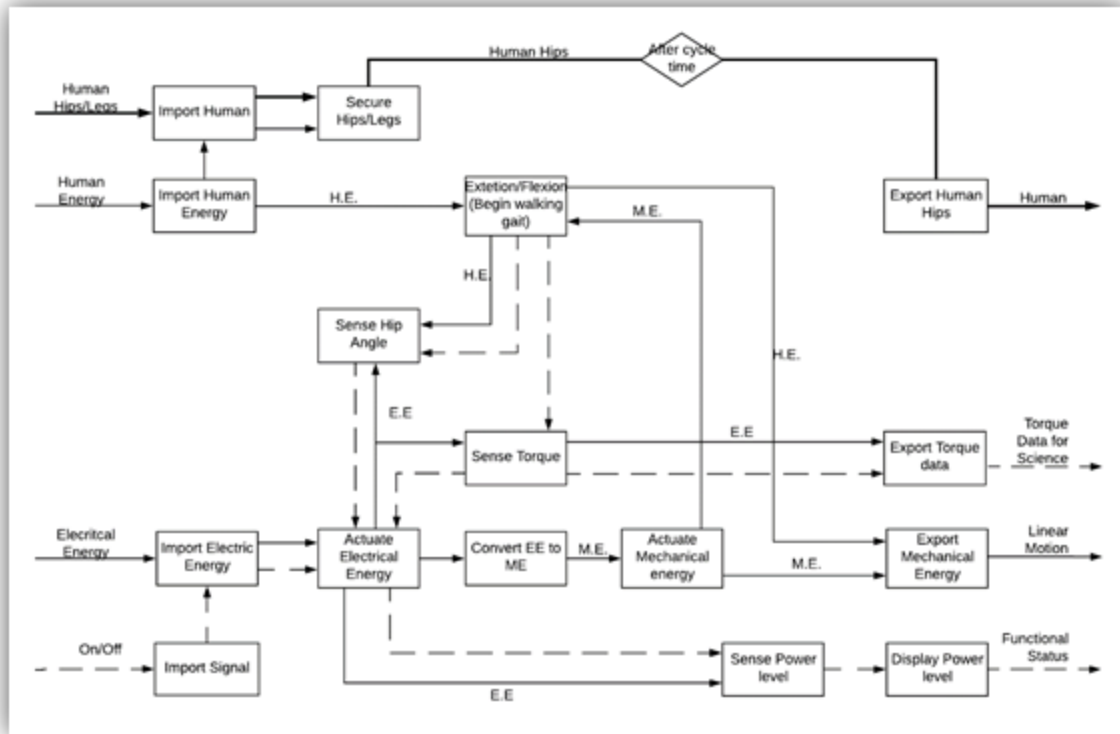 Human Hips
After cycle
time
Human
Hips/Legs
Import Human
Secure
Hips/Legs
Human
Energy
Import Human
Energy
H.E.
Extetion/Flexion
(Begin walking
gait)
M.E.
Export Human
Hips
Human
H.E.
Sense Hip
Angle
H.E.
E.E
Sense Torque
E.E
Export Torque
data
Torque
Data for
Science
Elecritcal
Energy
Import Electric
Energy
Actuate
Electrical
Energy
Convert EE to
ME
M.E.
Actuate
Mechanical
energy
M.E.
Export
Mechanical
Energy
Linear
Motion
On/Off
Import Signal
E.E
Sense Power
level
Display Power
level
Functional
Status